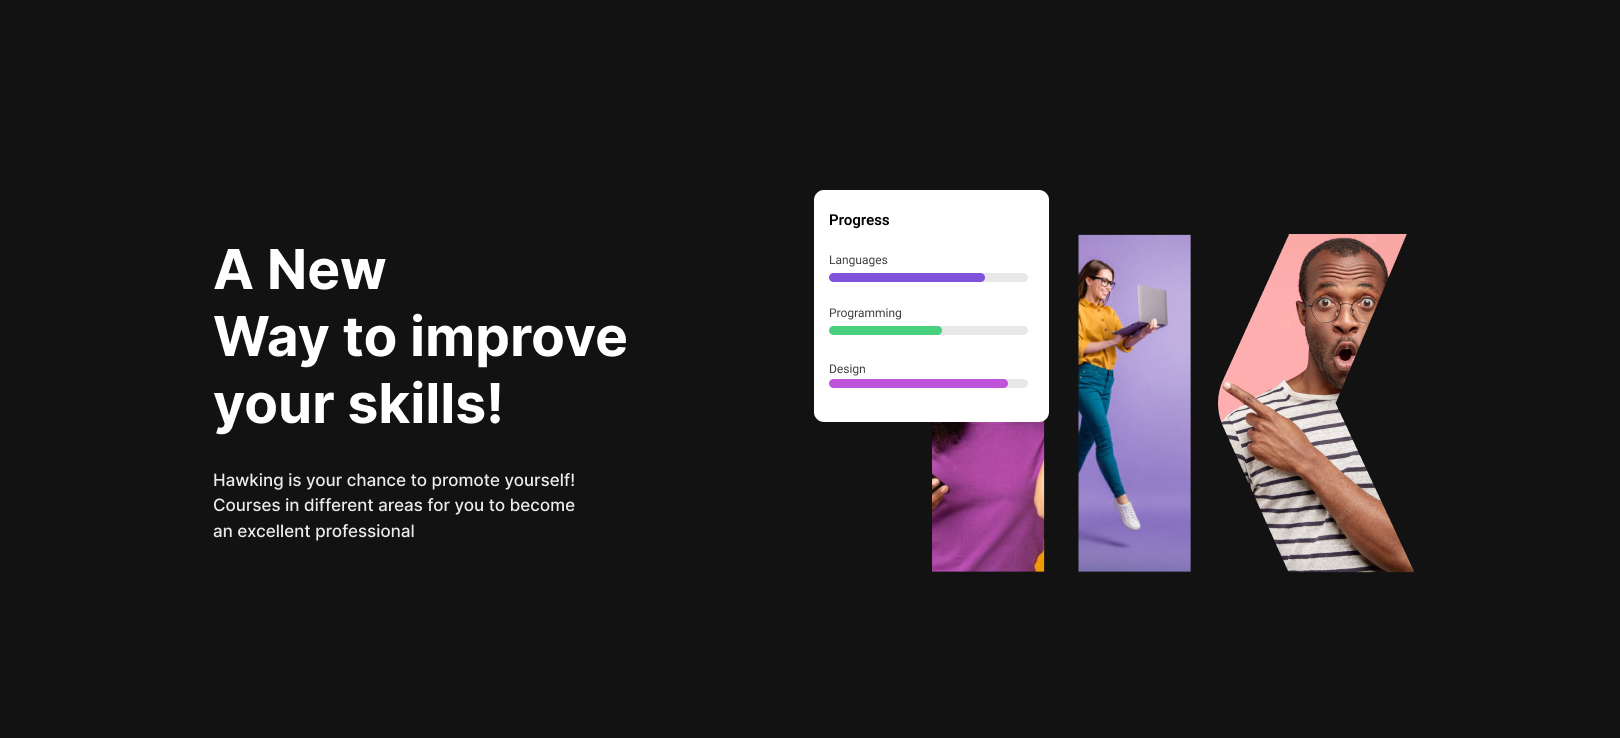 A New
Way to improve
your skills!
Hawking is your chance to promote yourself!
Courses in different areas for you to become
an excellent professional
Progress
Languages
Programming
Design